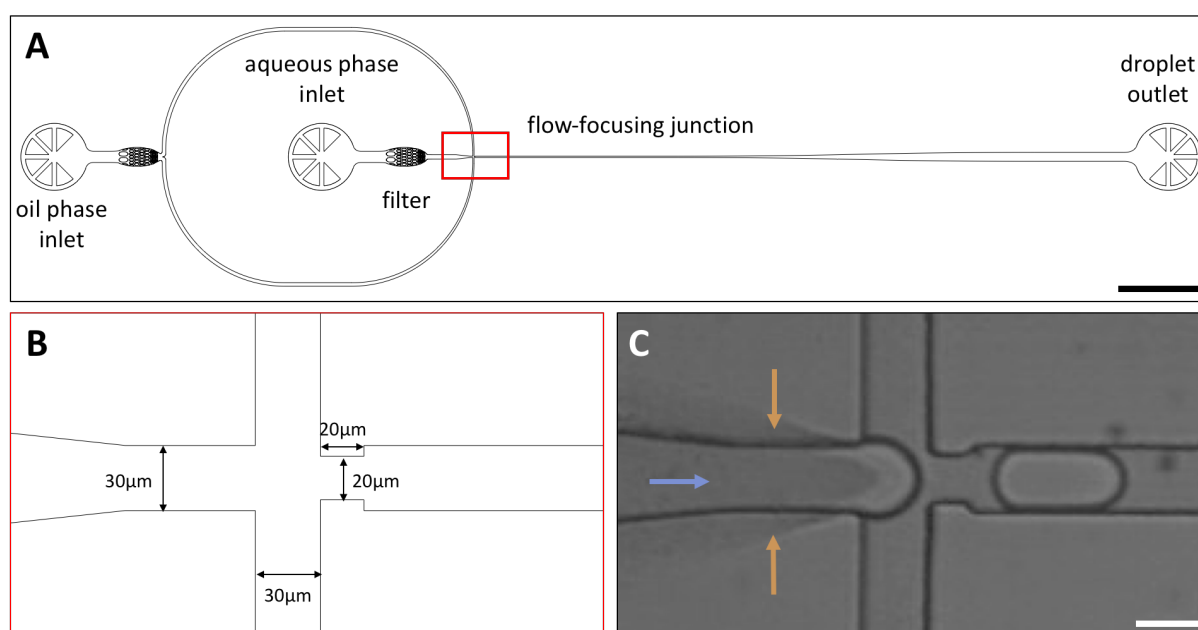 A
aqueous phase
inlet
droplet
outlet
flow-focusing junction
filter
oil phase
inlet
B
20μm
30μm
20μm
30μm
C